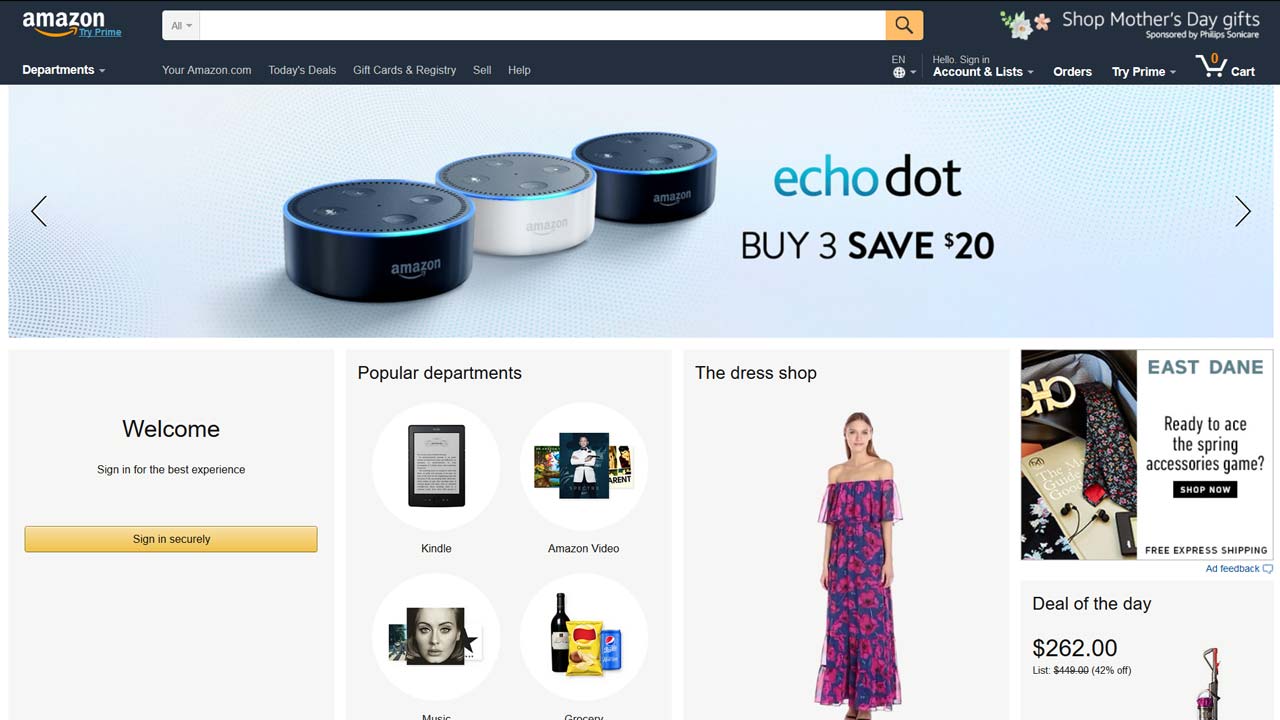 amazon
Try Prime
All
Shop Mother's Day gifts
Sponsored by Philips Sonicare
Departments
Your Amazon.com
Today's Deals
Gift Cards & Registry
Sell
Help
EN
Hello. Sign in
Account & Lists
Orders
Try Prime
0
Cart
echo dot
BUY 3 SAVE $20
amazon
amazon
amazon
Welcome
Sign in for the best experience
Sign in securely
Popular departments
Kindle
SPECTRE
ARENT
Amazon Video
Classic
Music
Grocery
The dress shop
EAST DANE
Ready to ace
the spring
accessories game?
SHOP NOW
FREE EXPRESS SHIPPING
Ad feedback
Deal of the day
$262.00
List: $449.00 (42% off)